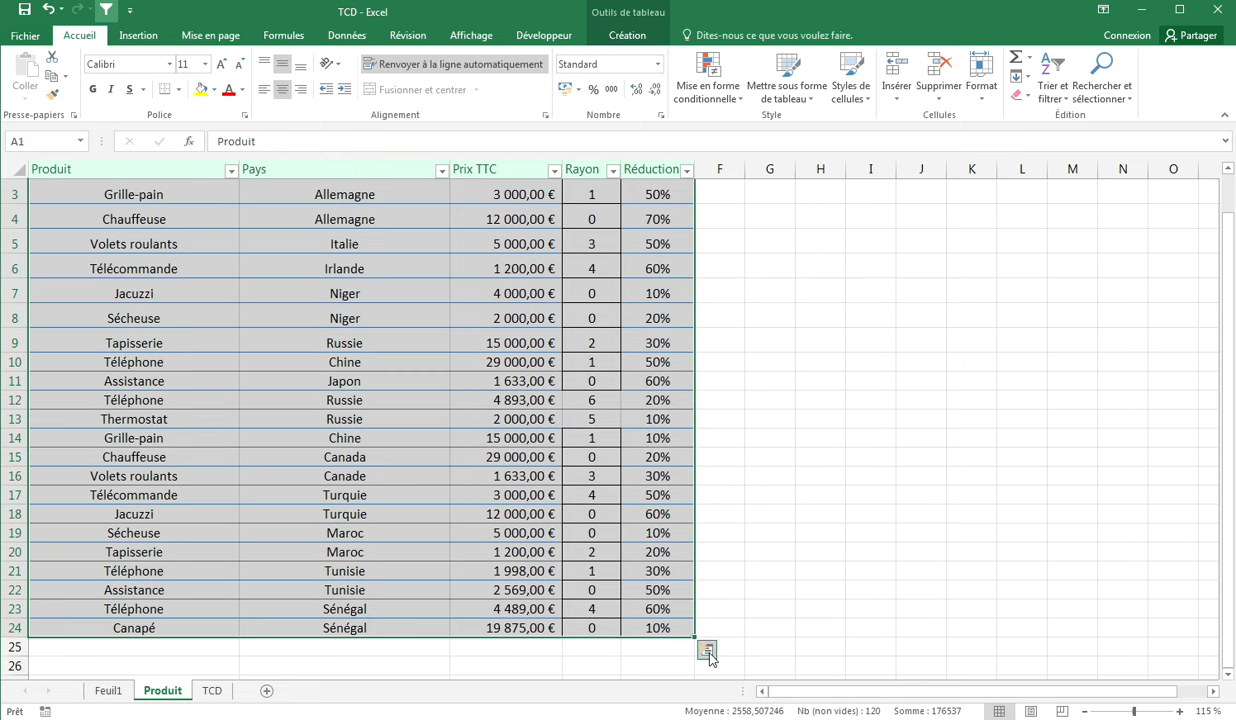 TCD - Excel
Outils de tableau
Fichier Accueil Insertion Mise en page Formules Données Révision Affichage Développeur Création Dites-nous ce que vous voulez faire. Connexion Partager
Coller
Calibri 11
G I S
Renvoyer à la ligne automatiquement
Fusionner et centrer
Standard
% 000
Mise en forme conditionnelle
Mettre sous forme de tableau
Styles de cellules
Insérer Supprimer Format
Trier et filtrer
Rechercher et sélectionner
Presse-papiers Police Alignement Nombre Style Cellules Édition
A1 fx Produit
Produit Pays Prix TTC Rayon Réduction F G H I J K L M N O
3 Grille-pain Allemagne 3 000,00 € 1 50%
4 Chauffeuse Allemagne 12 000,00 € 0 70%
5 Volets roulants Italie 5 000,00 € 3 50%
6 Télécommande Irlande 1 200,00 € 4 60%
7 Jacuzzi Niger 4 000,00 € 0 10%
8 Sécheuse Niger 2 000,00 € 0 20%
9 Tapisserie Russie 15 000,00 € 2 30%
10 Téléphone Chine 29 000,00 € 1 50%
11 Assistance Japon 1 633,00 € 0 60%
12 Téléphone Russie 4 893,00 € 6 20%
13 Thermostat Russie 2 000,00 € 5 10%
14 Grille-pain Chine 15 000,00 € 1 10%
15 Chauffeuse Canada 29 000,00 € 0 20%
16 Volets roulants Canade 1 633,00 € 3 30%
17 Télécommande Turquie 3 000,00 € 4 50%
18 Jacuzzi Turquie 12 000,00 € 0 60%
19 Sécheuse Maroc 5 000,00 € 0 10%
20 Tapisserie Maroc 1 200,00 € 2 20%
21 Téléphone Tunisie 1 998,00 € 1 30%
22 Assistance Tunisie 2 569,00 € 0 50%
23 Téléphone Sénégal 4 489,00 € 4 60%
24 Canapé Sénégal 19 875,00 € 0 10%
25
26
Feuil1 Produit TCD
Prêt Moyenne : 2558,507246 Nb (non vides) : 120 Somme : 176537 115 %